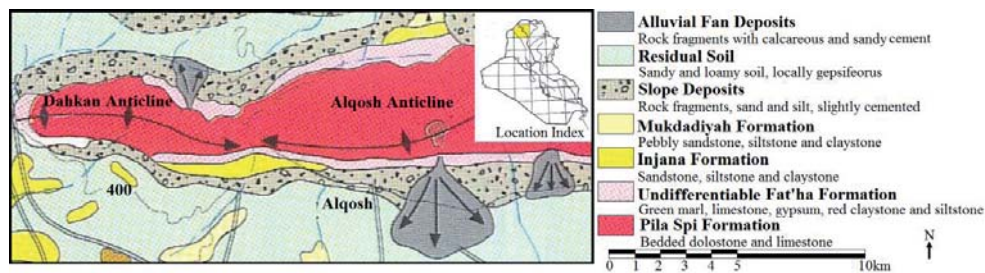 Dahkan Anticline
Alqosh Anticline
400
Alqosh
Location Index
Alluvial Fan Deposits
Rock fragments with calcareous and sandy cement
Residual Soil
Sandy and loamy soil, locally gepsifeorus
Slope Deposits
Rock fragments, sand and silt, slightly cemented
Mukdadiyah Formation
Pebbly sandstone, siltstone and claystone
Injana Formation
Sandstone, siltstone and claystone
Undifferentiable Fat'ha Formation
Green marl, limestone, gypsum, red claystone and siltstone
Pila Spi Formation
Bedded dolostone and limestone
N
0 1 2 3 4 5 10km